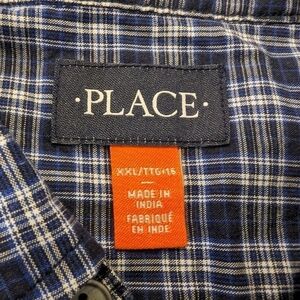 ·PLACE·
XXL/TTG•16
MADE IN
INDIA
FABRIQUÉ
EN INDE